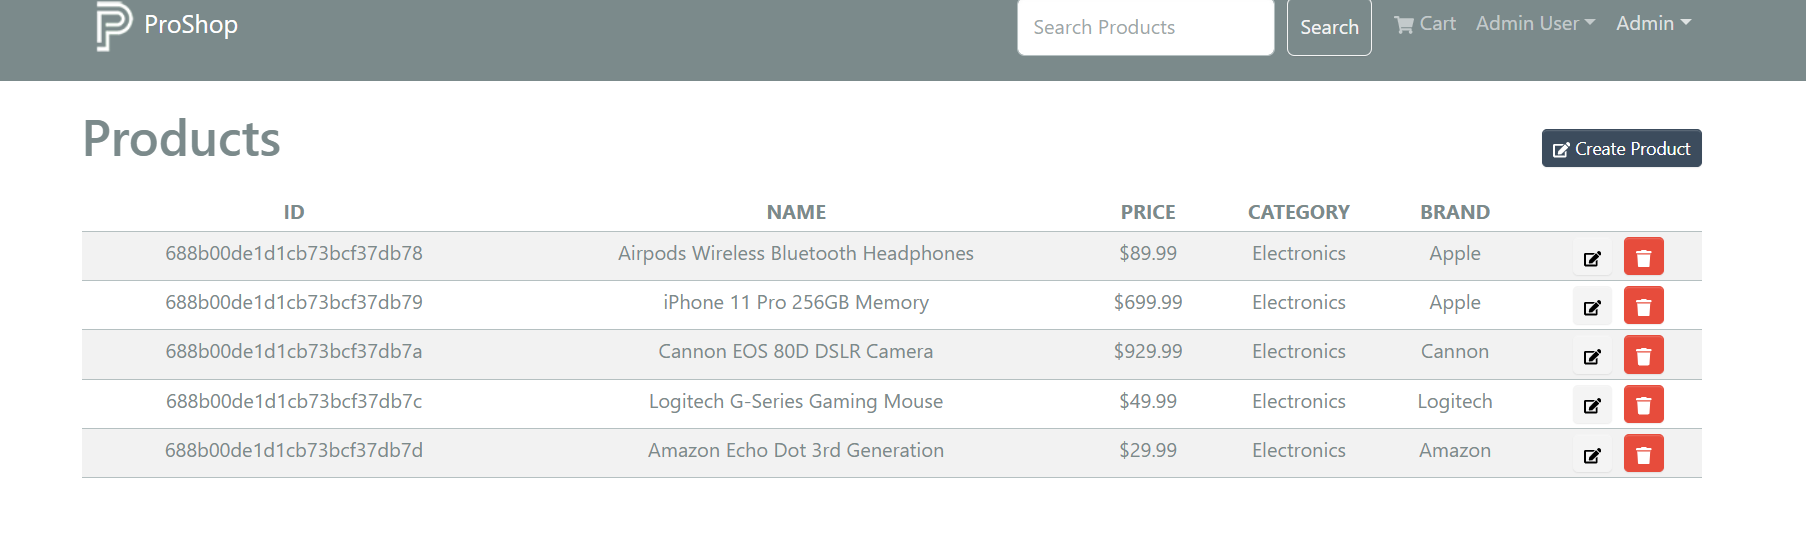 ProShop Search Products Search Cart Admin User Admin
Products
Create Product
ID NAME PRICE CATEGORY BRAND
688b00de1d1cb73bcf37db78 Airpods Wireless Bluetooth Headphones $89.99 Electronics Apple
688b00de1d1cb73bcf37db79 iPhone 11 Pro 256GB Memory $699.99 Electronics Apple
688b00de1d1cb73bcf37db7a Cannon EOS 80D DSLR Camera $929.99 Electronics Cannon
688b00de1d1cb73bcf37db7c Logitech G-Series Gaming Mouse $49.99 Electronics Logitech
688b00de1d1cb73bcf37db7d Amazon Echo Dot 3rd Generation $29.99 Electronics Amazon